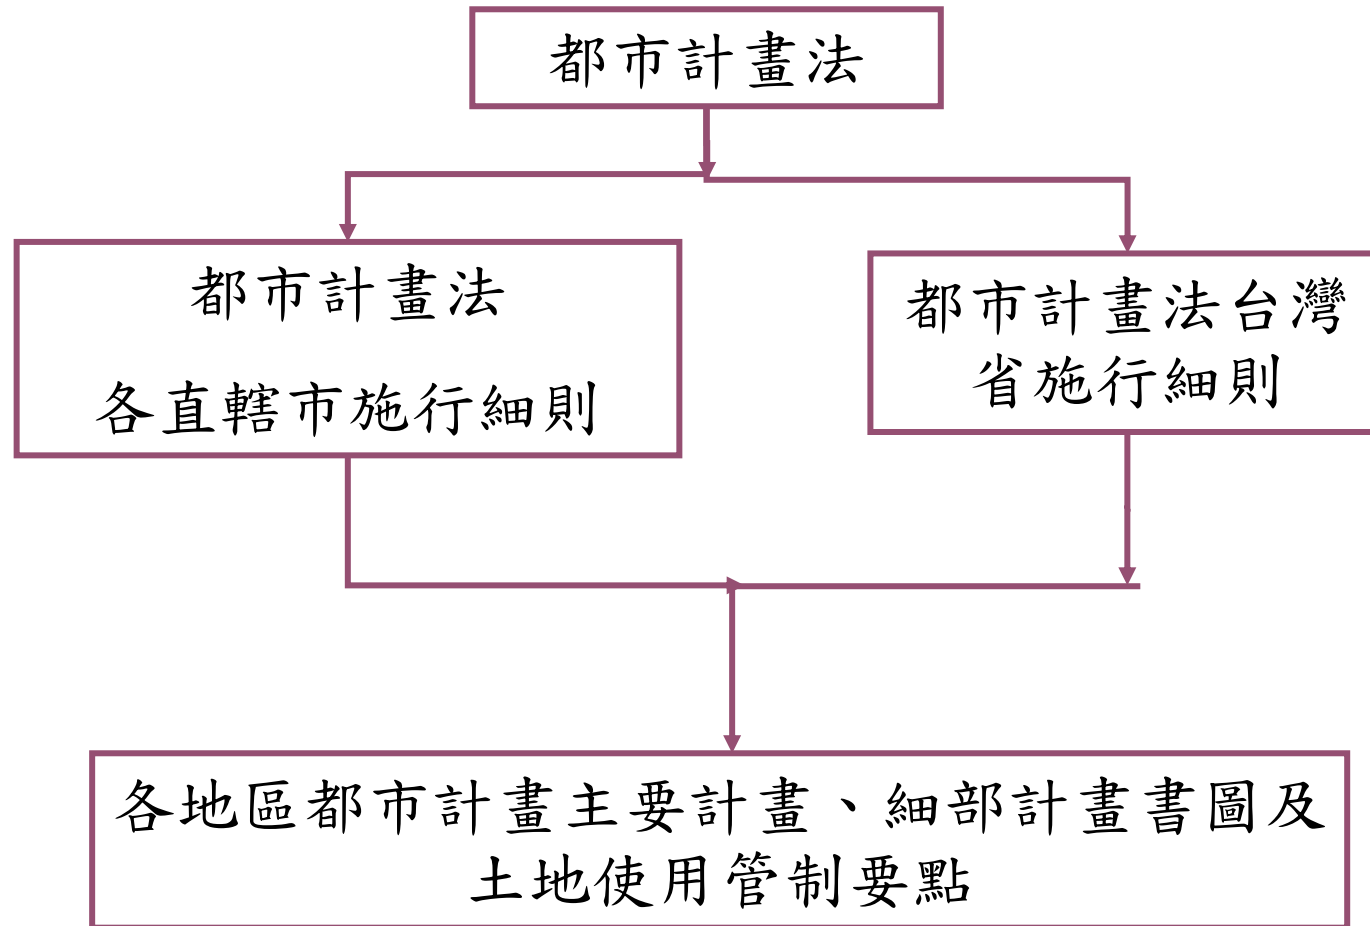 都市計畫法
都市計畫法
各直轄市施行細則
都市計畫法台灣
省施行細則
各地區都市計畫主要計畫、細部計畫書圖及
土地使用管制要點